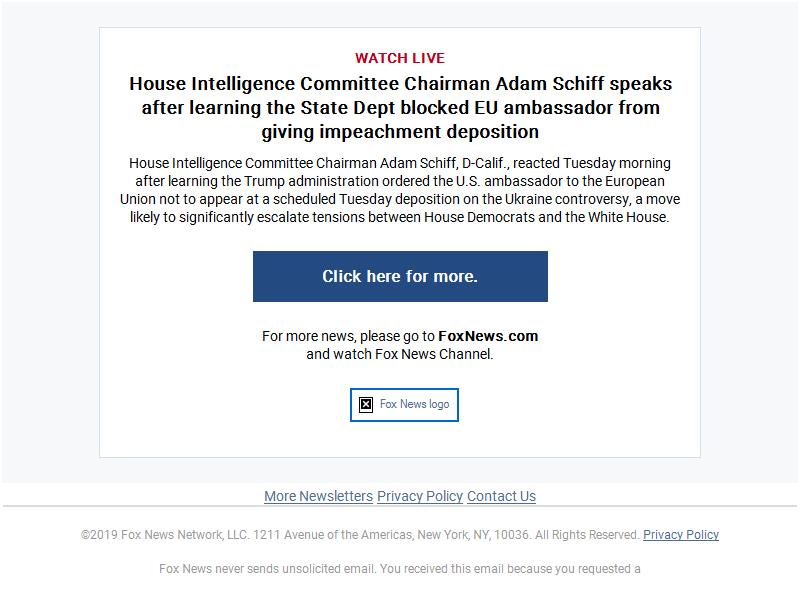 WATCH LIVE
House Intelligence Committee Chairman Adam Schiff speaks
after learning the State Dept blocked EU ambassador from
giving impeachment deposition
House Intelligence Committee Chairman Adam Schiff, D-Calif., reacted Tuesday morning
after learning the Trump administration ordered the U.S. ambassador to the European
Union not to appear at a scheduled Tuesday deposition on the Ukraine controversy, a move
likely to significantly escalate tensions between House Democrats and the White House.
Click here for more.
For more news, please go to FoxNews.com
and watch Fox News Channel.
Fox News logo
More Newsletters Privacy Policy Contact Us
©2019 Fox News Network, LLC. 1211 Avenue of the Americas, New York, NY, 10036. All Rights Reserved. Privacy Policy
Fox News never sends unsolicited email. You received this email because you requested a